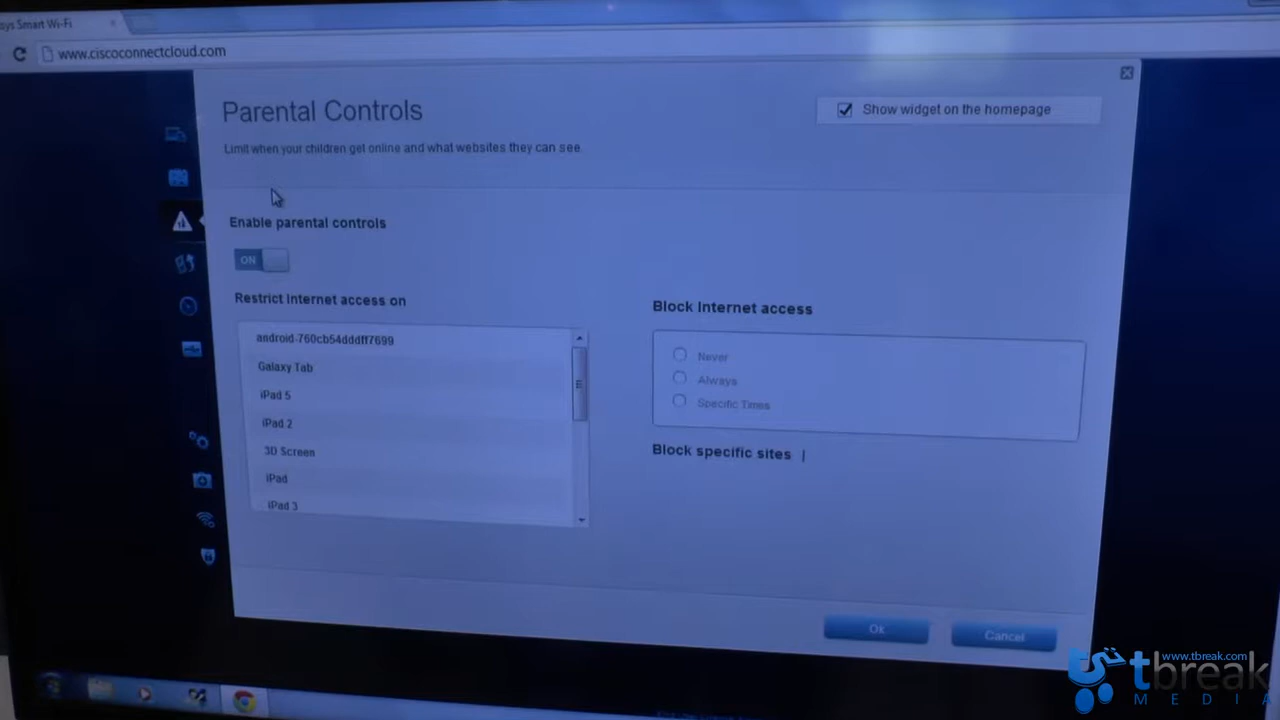 sys Smart Wi-Fi
www.ciscoconnectcloud.com
Parental Controls
Show widget on the homepage
Limit when your children get online and what websites they can see.
Enable parental controls
ON
Restrict Internet access on
Block Internet access
android-760cb54dddff7699
Galaxy Tab
iPad 5
iPad 2
3D Screen
iPad
iPad 3
Never
Always
Specific Times
Block specific sites |
Ok
Cancel
www.tbreak.com
tbreak
MEDIA